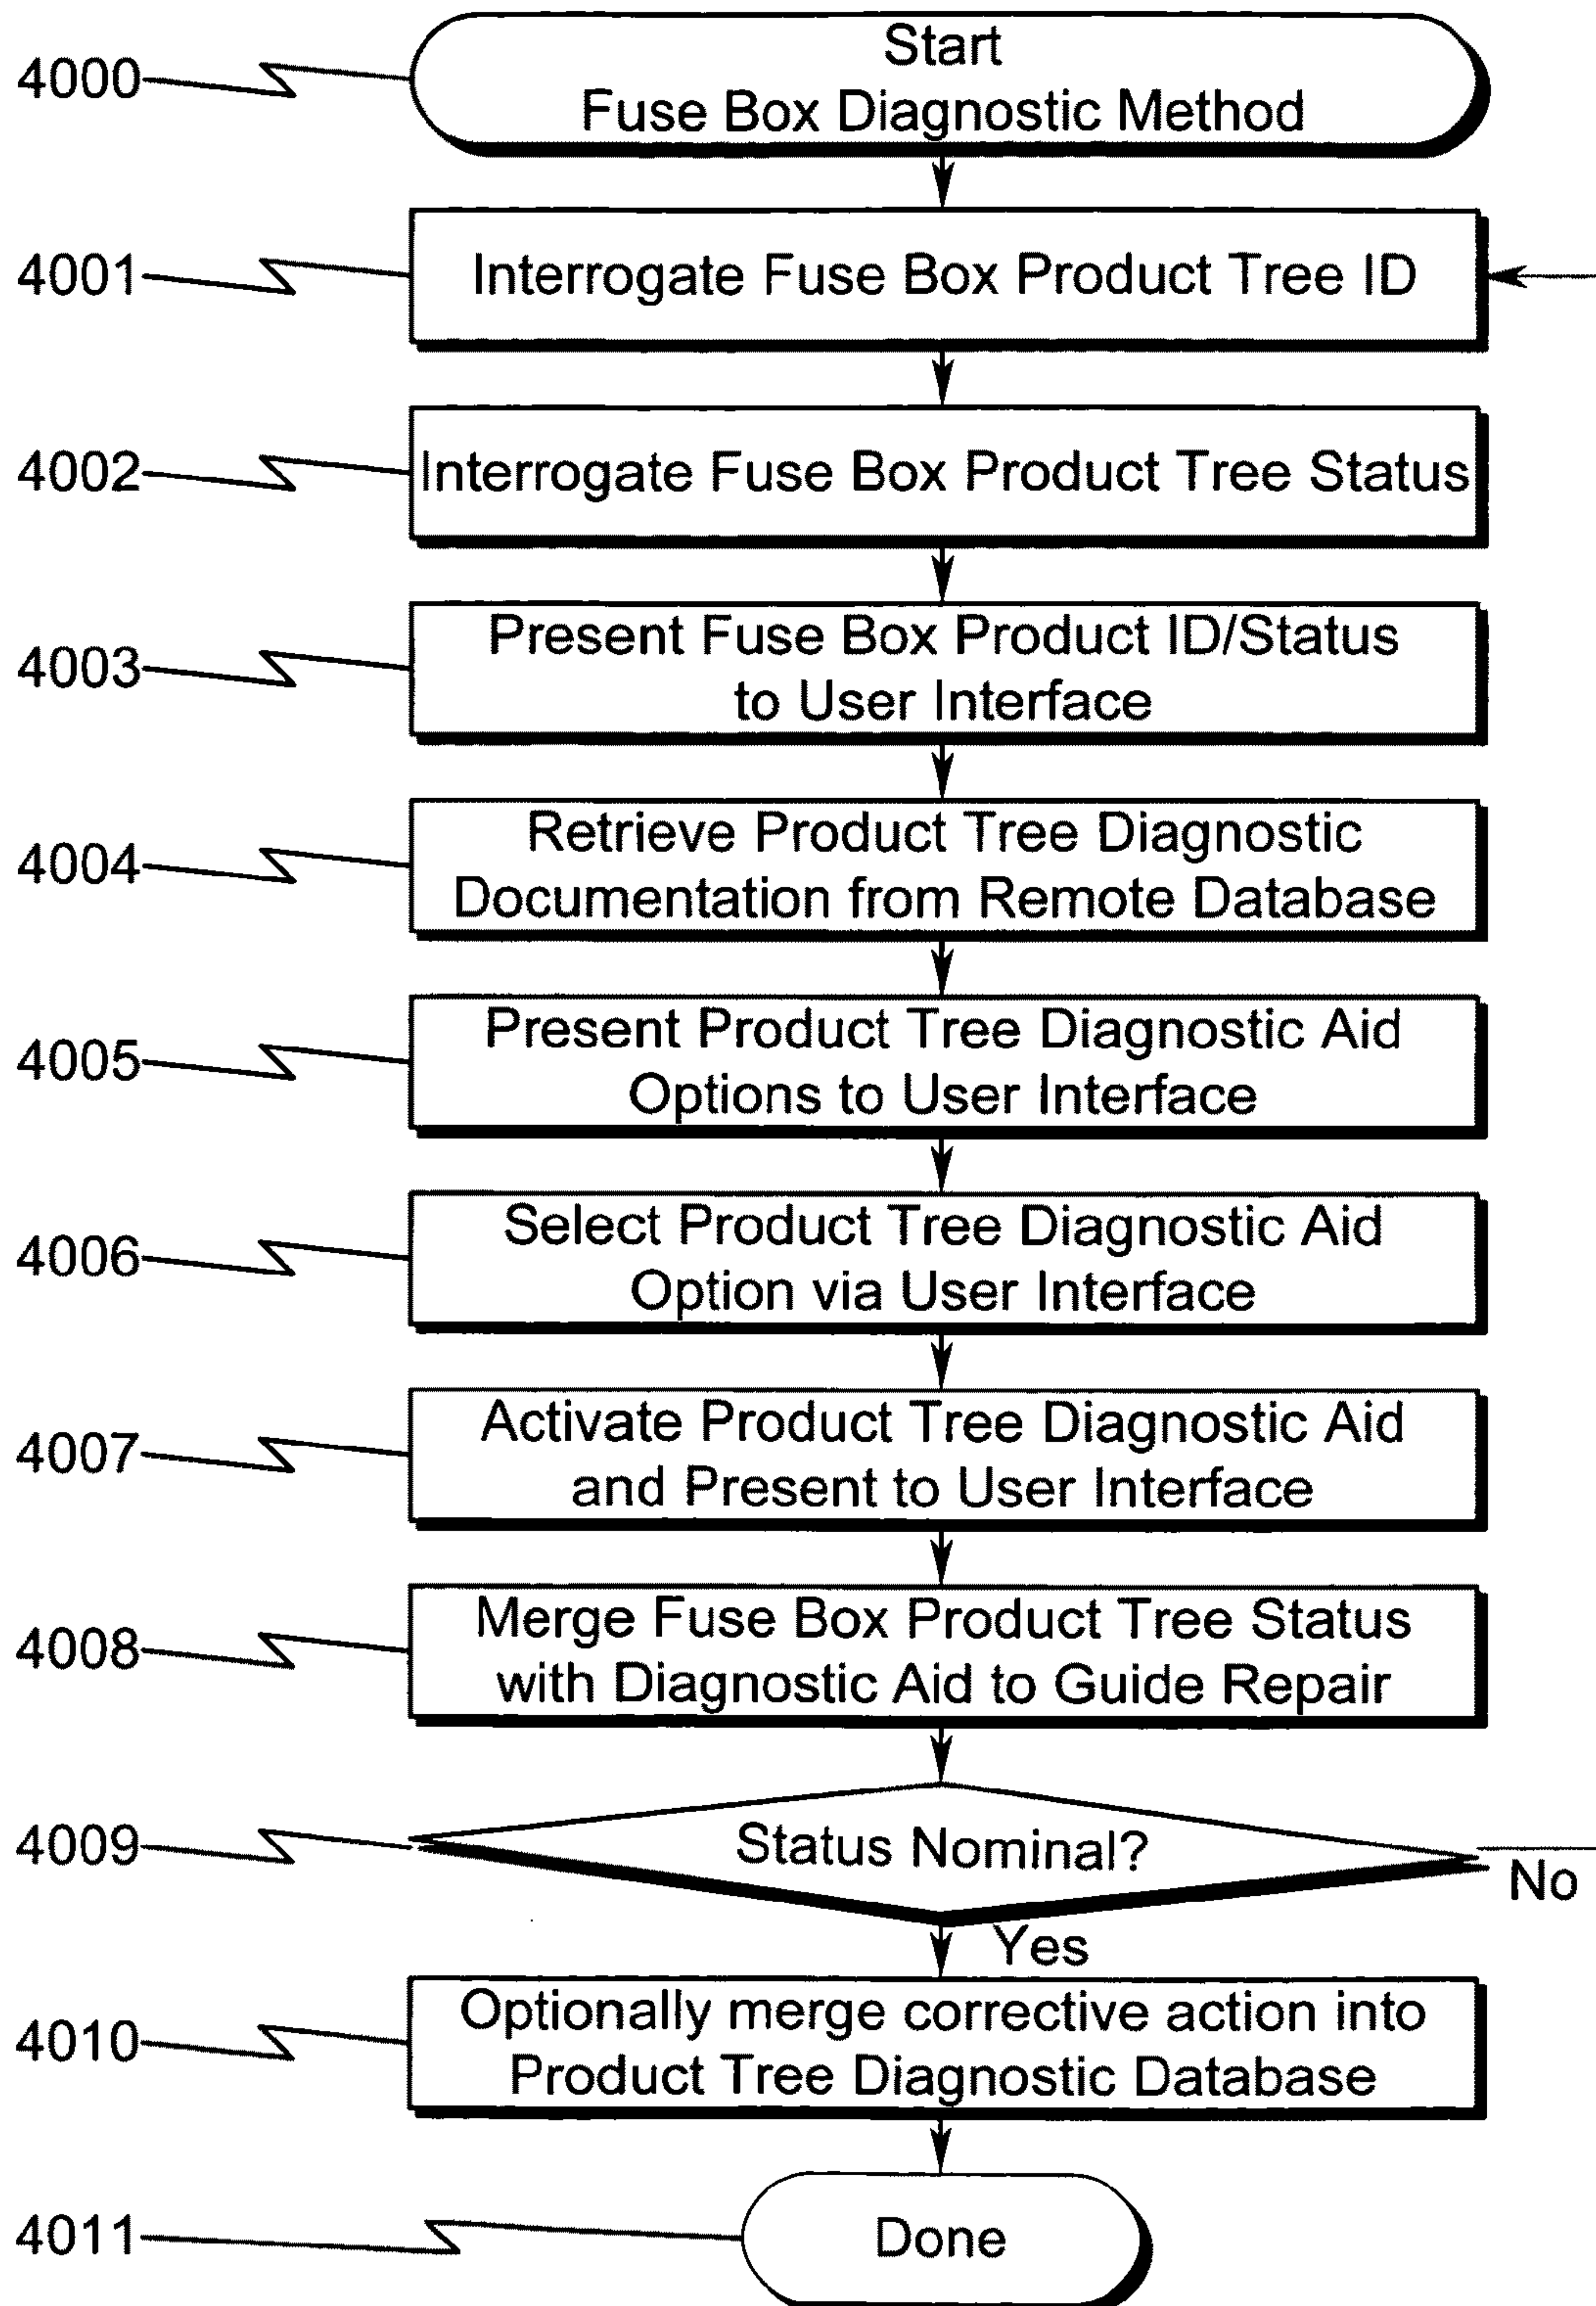 4000
Start
Fuse Box Diagnostic Method
4001
Interrogate Fuse Box Product Tree ID
4002
Interrogate Fuse Box Product Tree Status
4003
Present Fuse Box Product ID/Status
to User Interface
4004
Retrieve Product Tree Diagnostic
Documentation from Remote Database
4005
Present Product Tree Diagnostic Aid
Options to User Interface
4006
Select Product Tree Diagnostic Aid
Option via User Interface
4007
Activate Product Tree Diagnostic Aid
and Present to User Interface
4008
Merge Fuse Box Product Tree Status
with Diagnostic Aid to Guide Repair
4009
Status Nominal?
No
Yes
4010
Optionally merge corrective action into
Product Tree Diagnostic Database
4011
Done